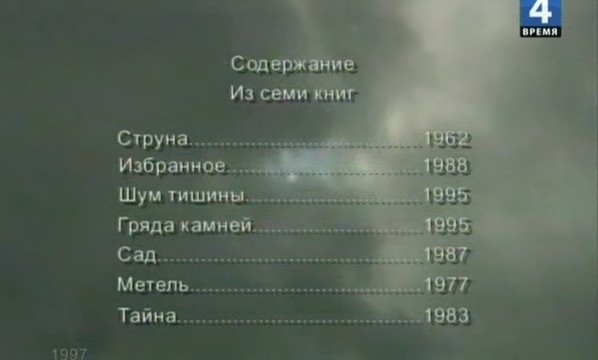 4
ВРЕМЯ
Содержание
Из семи книг
Струна.................................1962
Избранное...........................1988
Шум тишины.......................1995
Гряда камней......................1995
Сад.....................................1987
Метель................................1977
Тайна..................................1983
1997